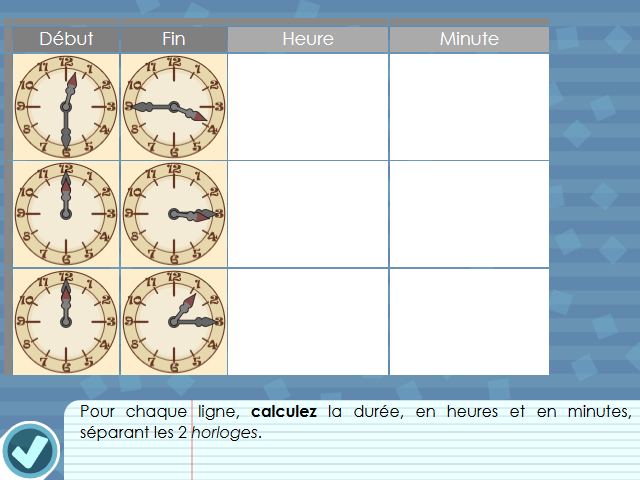 Début Fin Heure Minute
11 12 1 10 2 9 3 8 4 7 6 5
11 12 1 10 2 9 3 8 4 7 6 5
11 12 1 10 2 9 3 8 4 7 6 5
11 12 1 10 2 9 3 8 4 7 6 5
11 12 1 10 2 9 3 8 4 7 6 5
11 12 1 10 2 9 3 8 4 7 6 5
Pour chaque ligne, calculez la durée, en heures et en minutes,
séparant les 2 horloges.